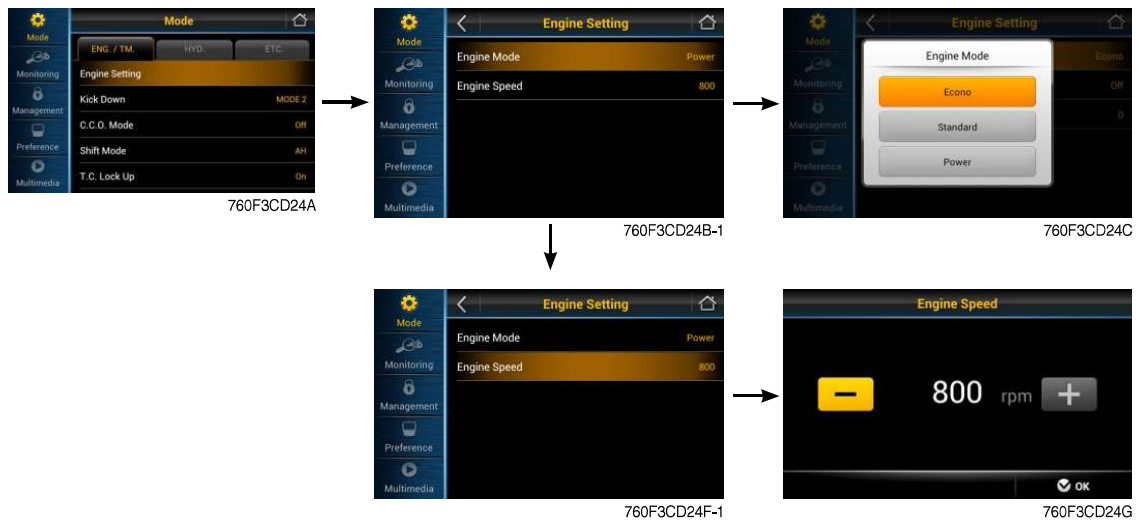 Mode
Mode
ENG. / TM. HYD. ETC.
Monitoring
Engine Setting
Management
Kick Down MODE 2
C.C.O. Mode Off
Preference
Shift Mode AH
Multimedia
T.C. Lock Up On
760F3CD24A
Engine Setting
Mode
Engine Mode Power
Monitoring
Engine Speed 800
Management
Preference
Multimedia
760F3CD24B-1
Engine Setting
Mode
Engine Mode
Econo
Monitoring
Econo
Off
Management
Standard
0
Preference
Power
Multimedia
760F3CD24C
Engine Setting
Mode
Engine Mode Power
Monitoring
Engine Speed 800
Management
Preference
Multimedia
760F3CD24F-1
Engine Speed
800 rpm
OK
760F3CD24G